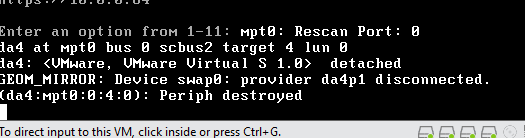 Enter an option from 1-11: mpt0: Rescan Port: 0
da4 at mpt0 bus 0 scbus2 target 4 lun 0
da4: <VMware, VMware Virtual S 1.0>  detached
GEOM_MIRROR: Device swap0: provider da4p1 disconnected.
(da4:mpt0:0:4:0): Periph destroyed
To direct input to this VM, click inside or press Ctrl+G.